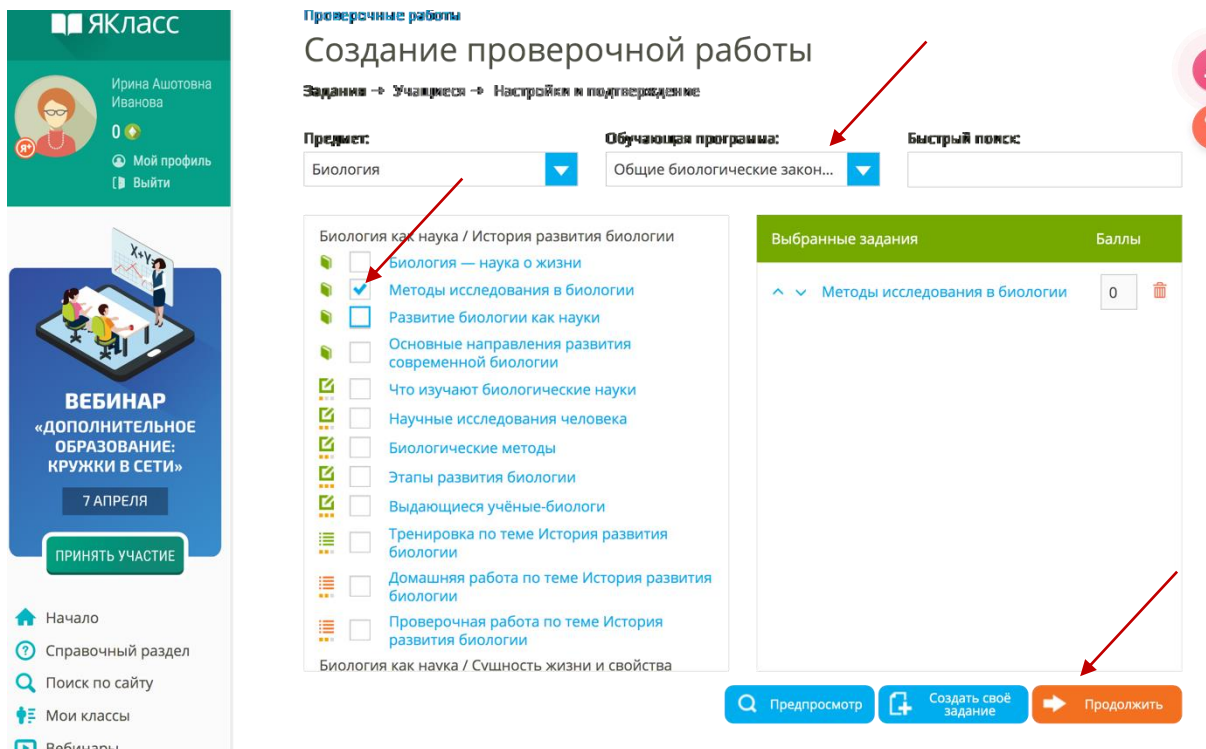 ЯКласс
Ирина Ашотовна
Иванова
0
Я+
Мой профиль
Выйти
X+Y=
ВЕБИНАР
«ДОПОЛНИТЕЛЬНОЕ
ОБРАЗОВАНИЕ:
КРУЖКИ В СЕТИ»
7 АПРЕЛЯ
ПРИНЯТЬ УЧАСТИЕ
Начало
Справочный раздел
Поиск по сайту
Мои классы
Вебинары
Проверочные работы
Создание проверочной работы
Задания → Учащиеся → Настройки и подтверждение
Предмет:
Биология
Обучающая программа:
Общие биологические закон...
Быстрый поиск:
Биология как наука / История развития биологии
Биология — наука о жизни
Методы исследования в биологии
Развитие биологии как науки
Основные направления развития
современной биологии
Что изучают биологические науки
Научные исследования человека
Биологические методы
Этапы развития биологии
Выдающиеся учёные-биологи
Тренировка по теме История развития
биологии
Домашняя работа по теме История развития
биологии
Проверочная работа по теме История
развития биологии
Биология как наука / Сущность жизни и свойства
Выбранные задания Баллы
Методы исследования в биологии 0
Предпросмотр
Создать своё
задание
Продолжить